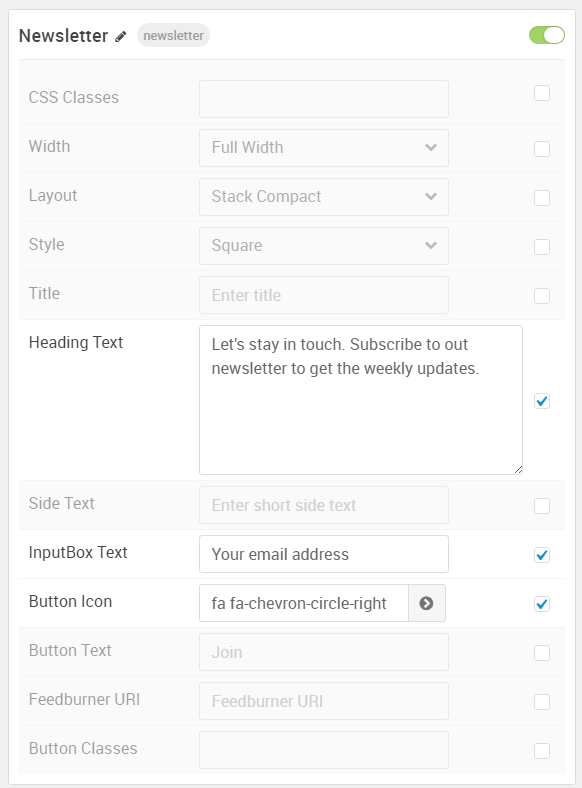 Newsletter newsletter
CSS Classes
Width Full Width
Layout Stack Compact
Style Square
Title Enter title
Heading Text Let's stay in touch. Subscribe to out
newsletter to get the weekly updates.
Side Text Enter short side text
InputBox Text Your email address
Button Icon fa fa-chevron-circle-right
Button Text Join
Feedburner URI Feedburner URI
Button Classes